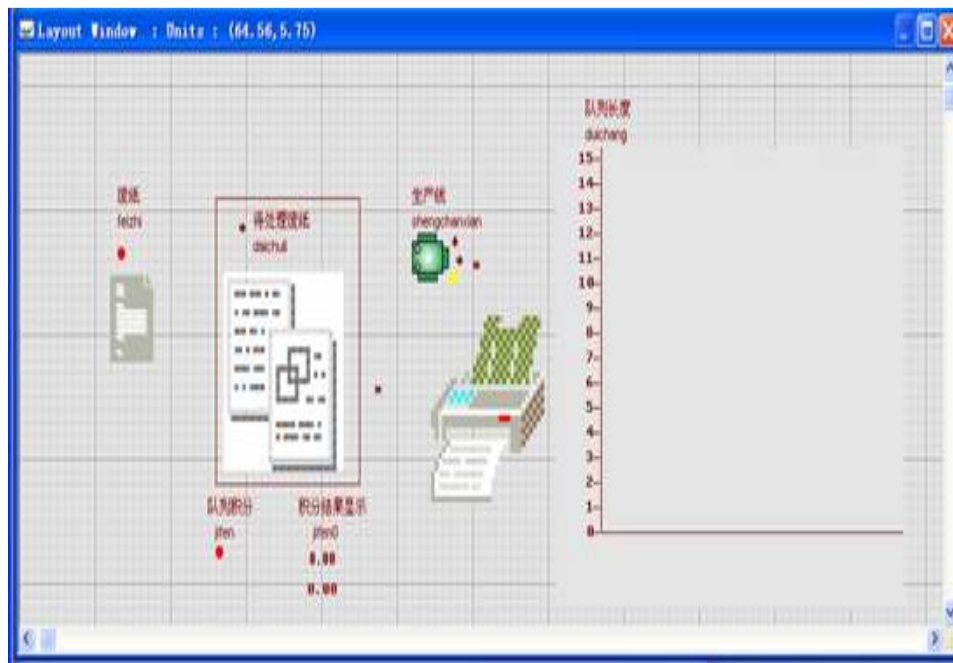 Layout Window : Units : (64.56,5.75)
队列长度
duichang
15
14
13
12
11
10
9
8
7
6
5
4
3
2
1
0
废纸
feizhi
待处理废纸
daichuli
生产线
shengchanxian
队列积分
jifen
积分结果显示
jifen0
0.00
0.00